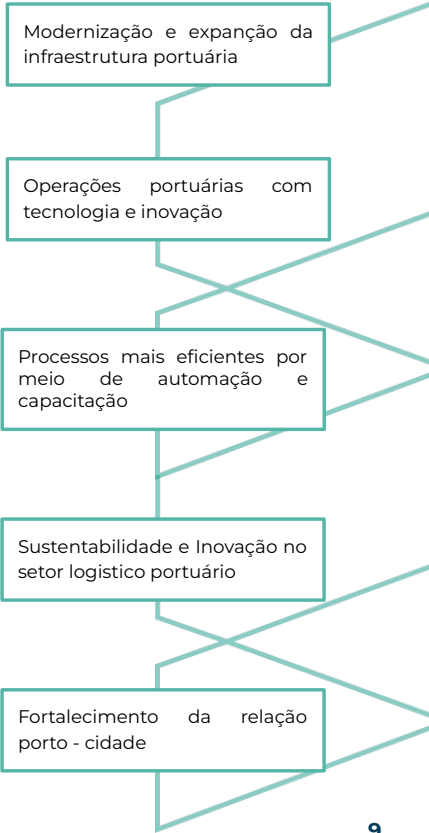 Modernização e expanção da
infraestrutura portuária
Operações portuárias com
tecnologia e inovação
Processos mais eficientes por
meio de automação e
capacitação
Sustentabilidade e Inovação no
setor logistico portuário
Fortalecimento da relação
porto - cidade
9